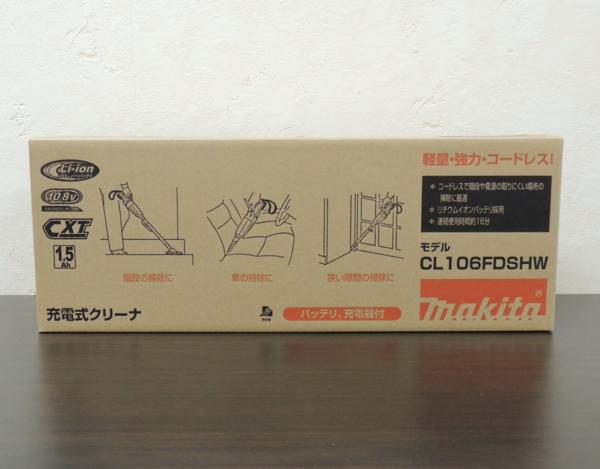 Li-ion
10.8V
CXT
1.5
Ah
階段の掃除に
車の掃除に
狭い隙間の掃除に
充電式クリーナ
バッテリ、充電器付
軽量・強力・コードレス!
＊コードレスで階段や電源の取りにくい場所の
掃除に最適
＊リチウムイオンバッテリ採用
＊連続使用時間約16分
モデル
CL106FDSHW
makita®